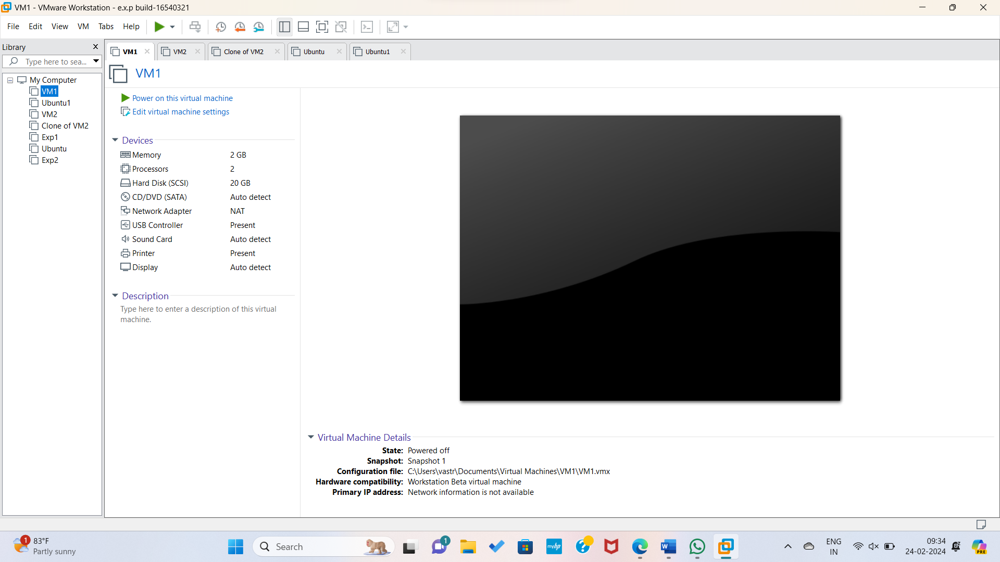 VM1 - VMware Workstation - e.x.p build-16540321
File Edit View VM Tabs Help
Library
Type here to sea...
My Computer
VM1
Ubuntu1
VM2
Clone of VM2
Exp1
Ubuntu
Exp2
VM1 VM2 Clone of VM2 Ubuntu Ubuntu1
VM1
Power on this virtual machine
Edit virtual machine settings
Devices
Memory 2 GB
Processors 2
Hard Disk (SCSI) 20 GB
CD/DVD (SATA) Auto detect
Network Adapter NAT
USB Controller Present
Sound Card Auto detect
Printer Present
Display Auto detect
Description
Type here to enter a description of this virtual
machine.
Virtual Machine Details
State: Powered off
Snapshot: Snapshot 1
Configuration file: C:\Users\vastr\Documents\Virtual Machines\VM1\VM1.vmx
Hardware compatibility: Workstation Beta virtual machine
Primary IP address: Network information is not available
1 83°F
Partly sunny
Search
1
myhp
?
W
ENG
IN
09:34
24-02-2024
PRE